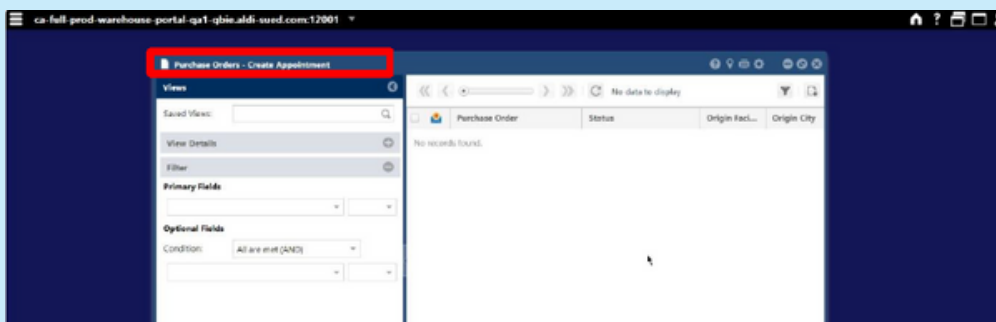 ca-full-prod-warehouse-portal-qa1-qbie.aldi-sued.com:12001
Purchase Orders - Create Appointment
Views
No data to display
Saved Views:
Purchase Order Status Origin Faci... Origin City
View Details
No records found.
Filter
Primary Fields
Optional Fields
Condition: All are met (AND)